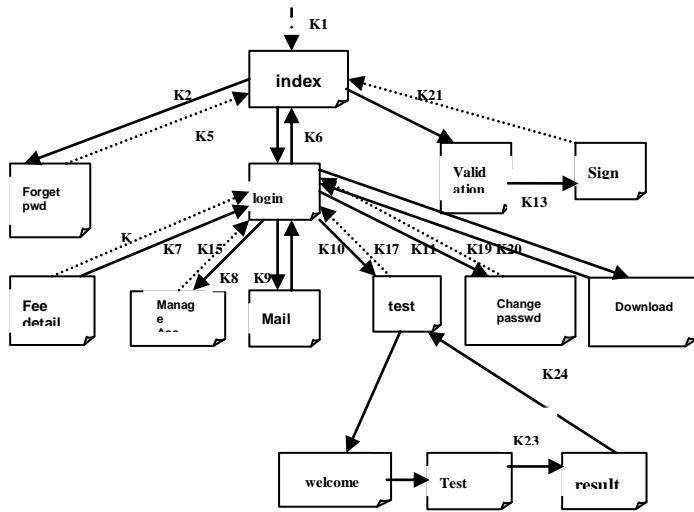 K1
index
K2
K21
K5
K6
Forget
pwd
login
Valid
ation
Sign
K13
K
K7
K15
K8
K9
K10
K17
K11
K19
K20
Fee
detail
Manag
e
Mail
test
Change
passwd
Download
K24
welcome
Test
K23
result